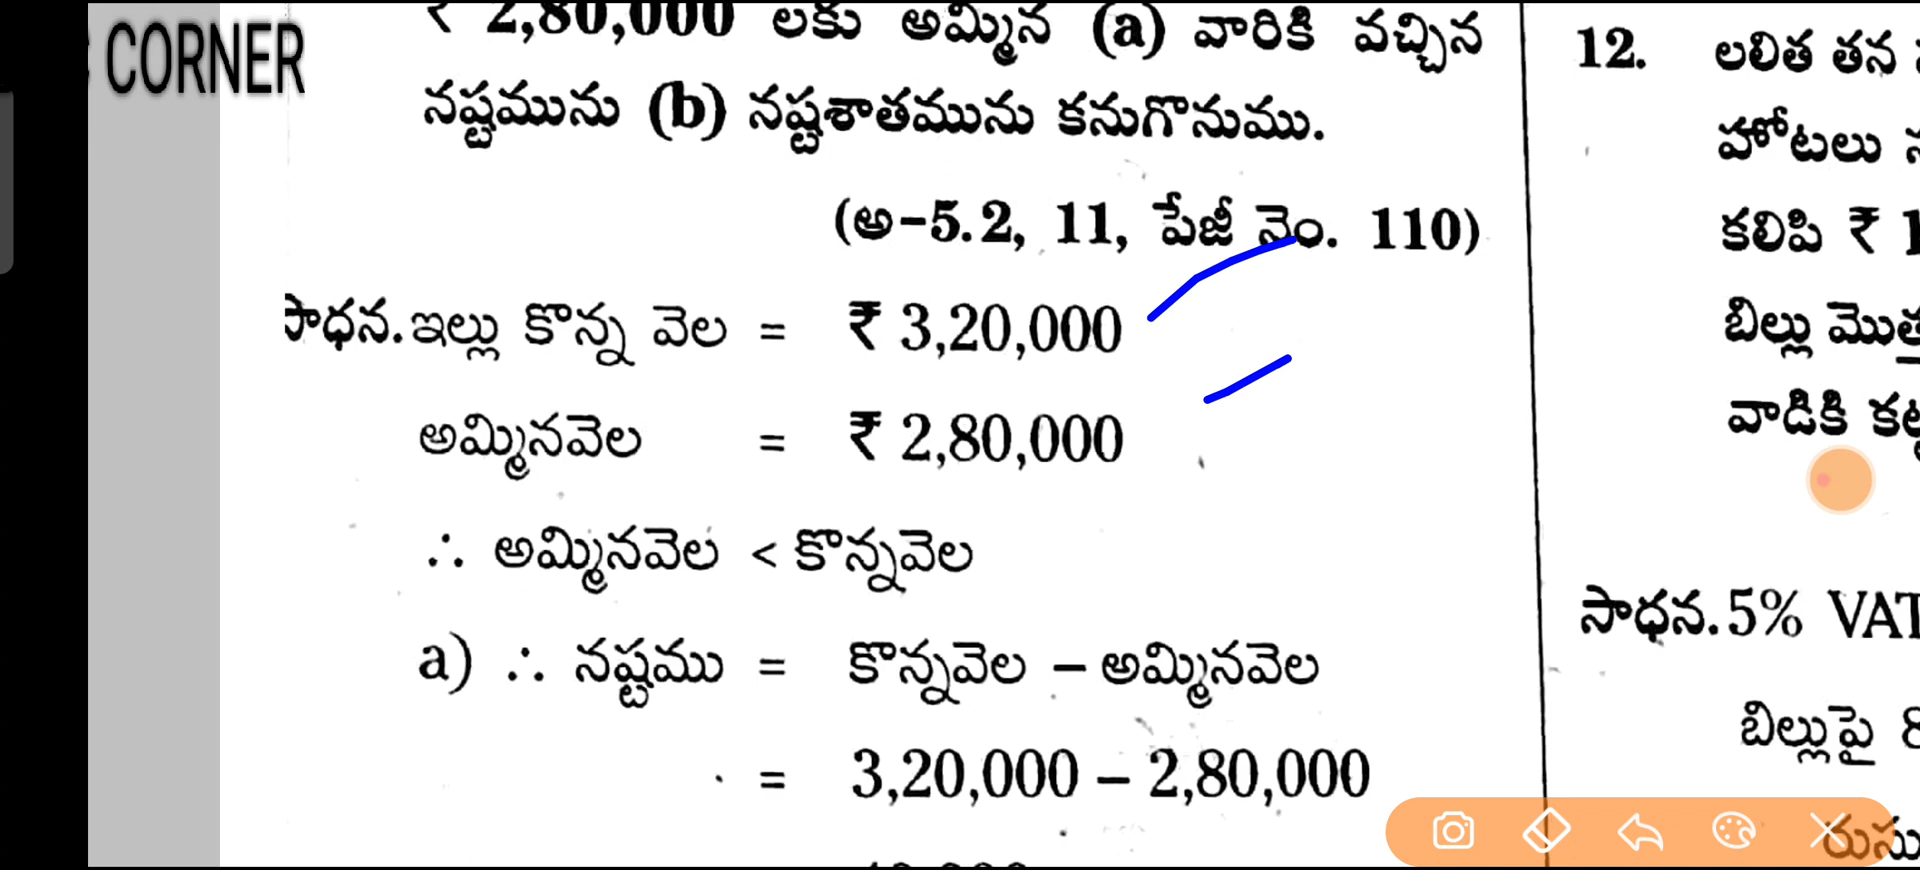 CORNER
₹ 2,80,000 లకు అమ్మిన (a) వారికి వచ్చిన
నష్టమును (b) నష్టశాతమును కనుగొనుము.
(అ-5.2, 11, పేజీ నెం. 110)
సాధన. ఇల్లు కొన్న వెల = ₹ 3,20,000
అమ్మినవెల = ₹ 2,80,000
∴ అమ్మినవెల < కొన్నవెల
a) ∴ నష్టము = కొన్నవెల – అమ్మినవెల
= 3,20,000 – 2,80,000
12. లలిత తన
హోటలు
కలిపి ₹ 1
బిల్లు మొత్త
వాడికి
సాధన. 5% VAT
బిల్లుపై 8